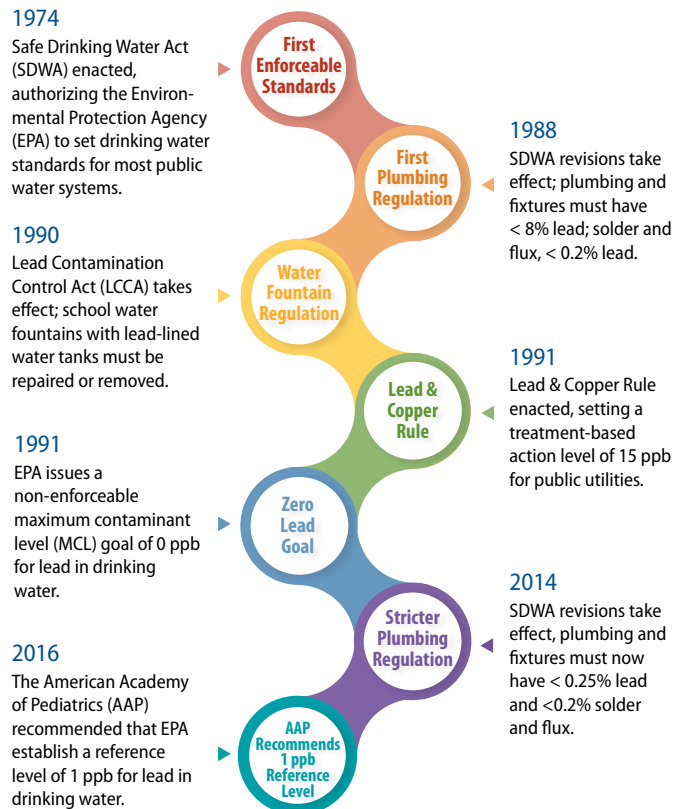 1974
Safe Drinking Water Act
(SDWA) enacted,
authorizing the Environ-
mental Protection Agency
(EPA) to set drinking water
standards for most public
water systems.
First
Enforceable
Standards
1988
SDWA revisions take
effect; plumbing and
fixtures must have
< 8% lead; solder and
flux, < 0.2% lead.
First
Plumbing
Regulation
1990
Lead Contamination
Control Act (LCCA) takes
effect; school water
fountains with lead-lined
water tanks must be
repaired or removed.
Water
Fountain
Regulation
1991
Lead & Copper Rule
enacted, setting a
treatment-based
action level of 15 ppb
for public utilities.
Lead &
Copper
Rule
1991
EPA issues a
non-enforceable
maximum contaminant
level (MCL) goal of 0 ppb
for lead in drinking
water.
Zero
Lead
Goal
2014
SDWA revisions take
effect, plumbing and
fixtures must now
have < 0.25% lead
and <0.2% solder
and flux.
Stricter
Plumbing
Regulation
2016
The American Academy
of Pediatrics (AAP)
recommended that EPA
establish a reference
level of 1 ppb for lead in
drinking water.
AAP
Recommends
1 ppb
Reference
Level